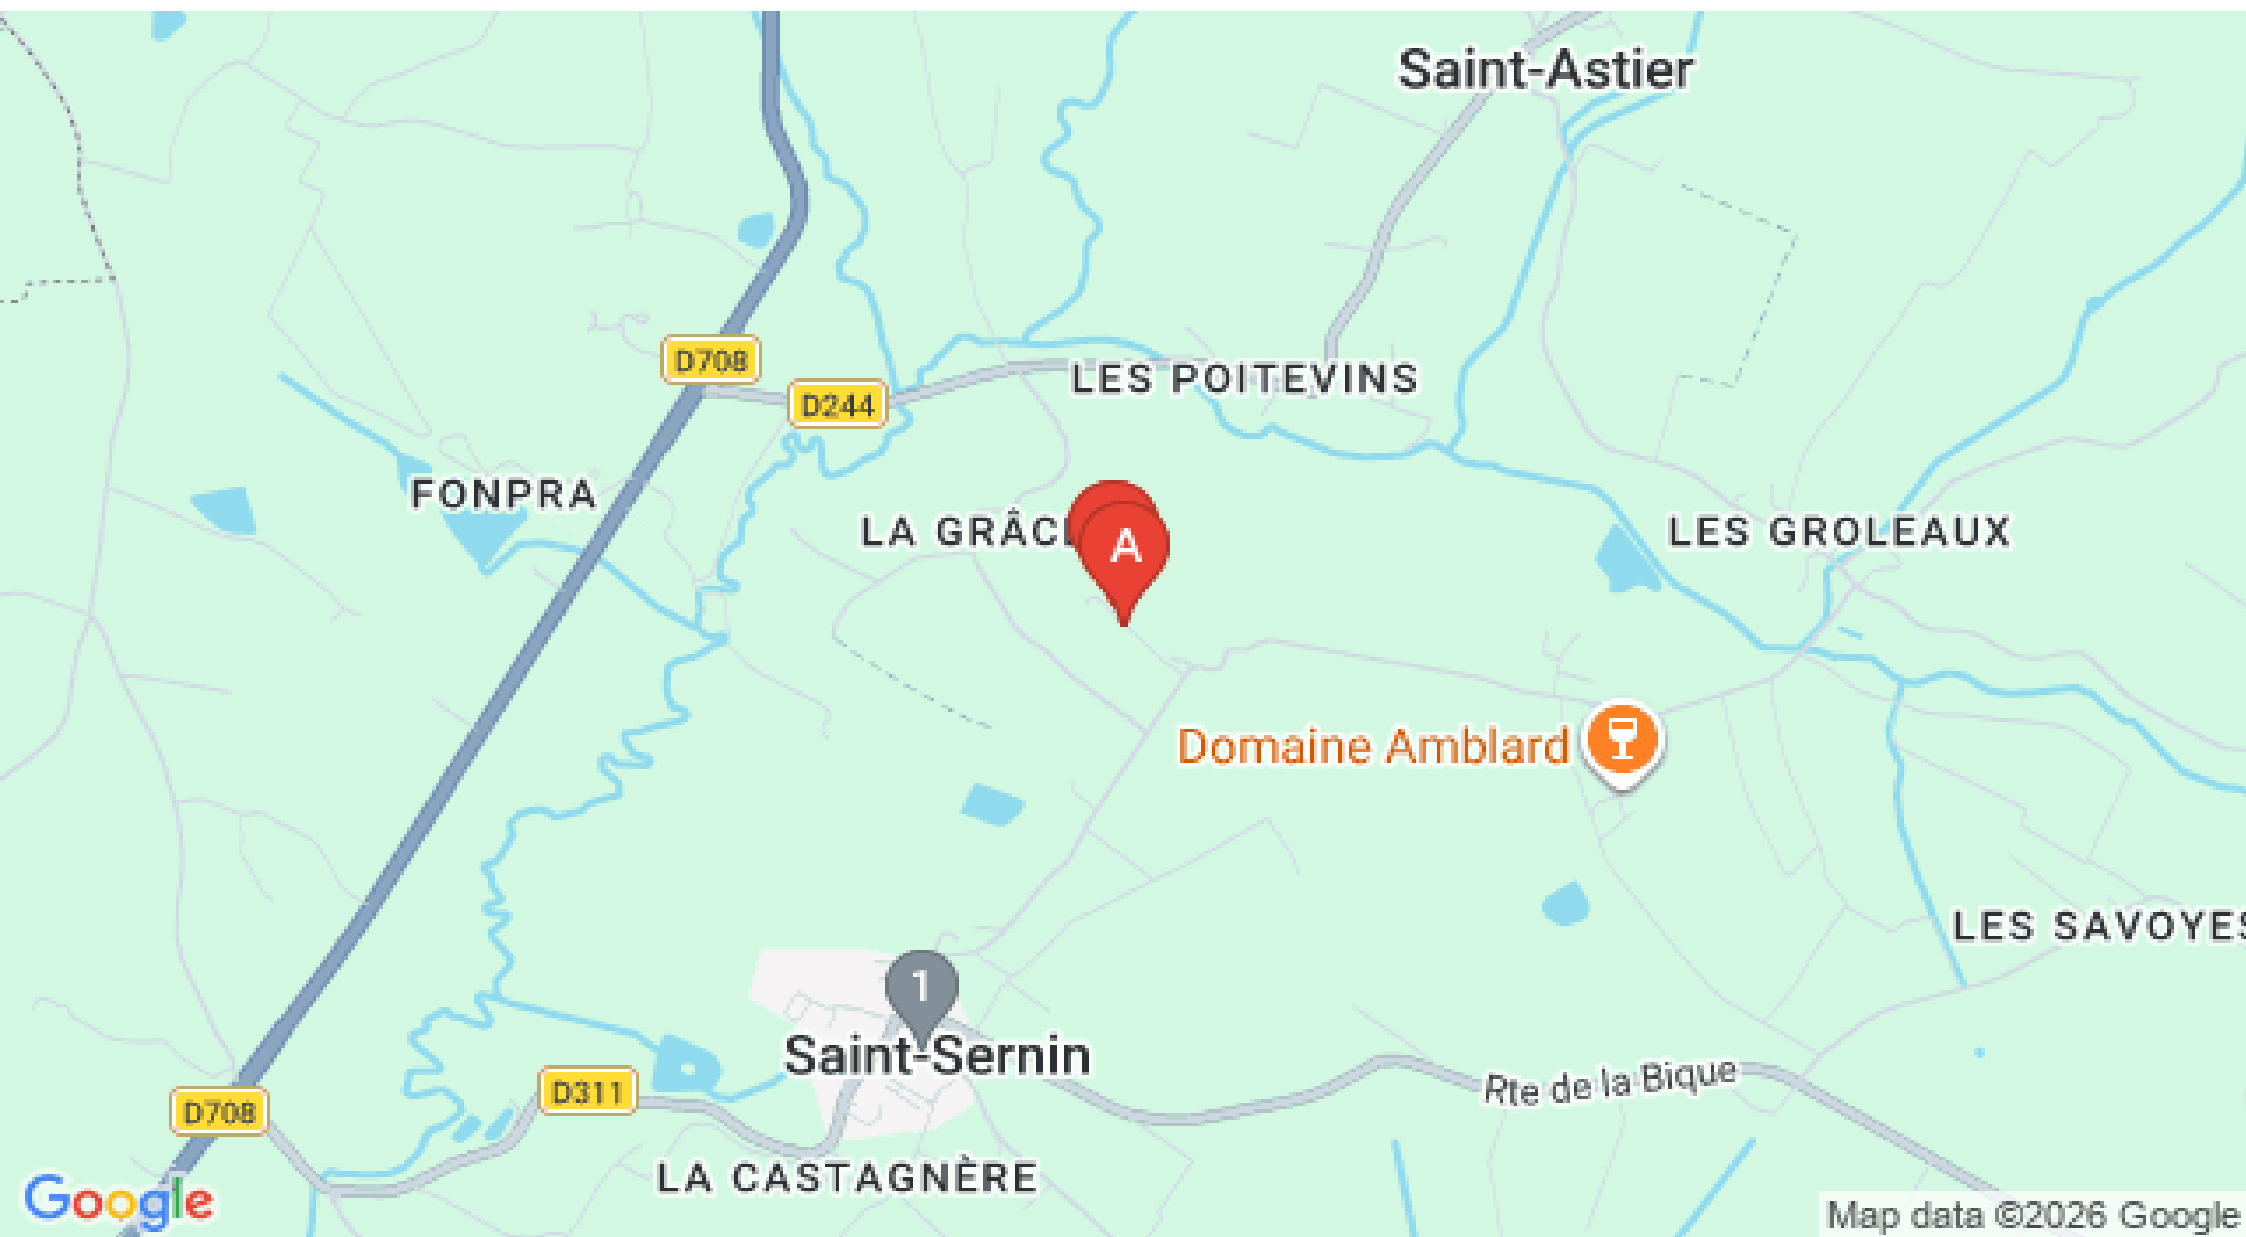 Saint-Astier
D708
LES POITEVINS
D244
FONPRA
LA GRÂC
A
LES GROLEAUX
Domaine Amblard
LES SAVOYES
1
Saint-Sernin
Rte de la Bique
D311
D708
LA CASTAGNÈRE
Google
Map data ©2026 Google